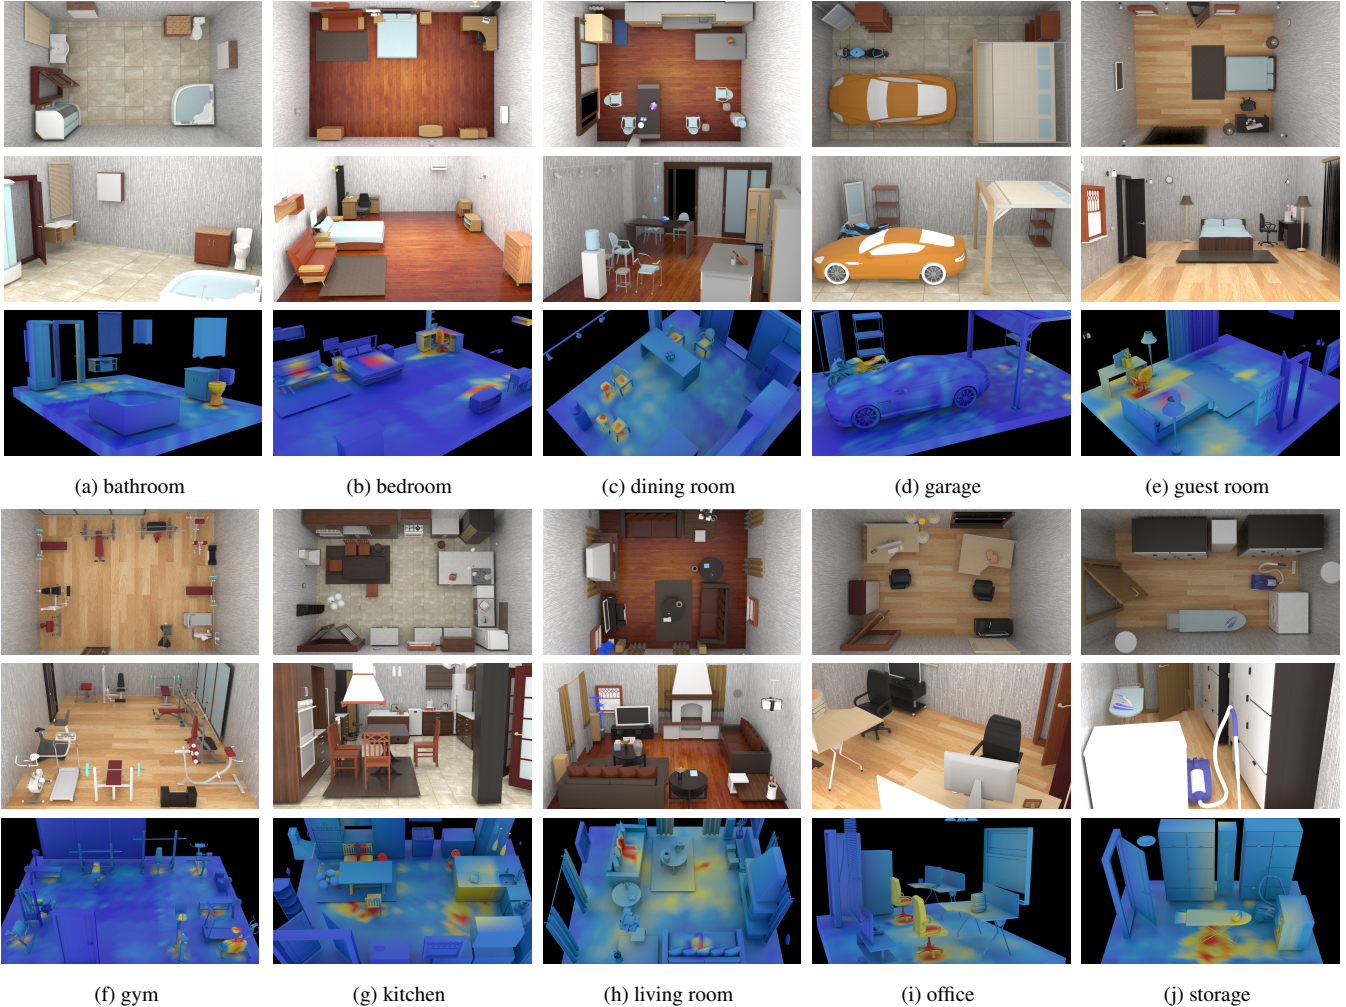 (a) bathroom
(b) bedroom
(c) dining room
(d) garage
(e) guest room
(f) gym
(g) kitchen
(h) living room
(i) office
(j) storage